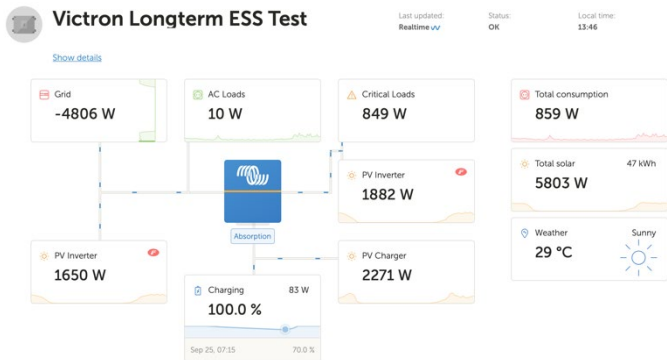 Victron Longterm ESS Test
Last updated:
Realtime
Status:
OK
Local time:
13:46
Show details
Grid
-4806 W
AC Loads
10 W
Critical Loads
849 W
Total consumption
859 W
PV Inverter
1882 W
Total solar
47 kWh
5803 W
Absorption
Weather
Sunny
29 °C
PV Inverter
1650 W
PV Charger
2271 W
Charging
83 W
100.0 %
Sep 25, 07:15
70.0 %